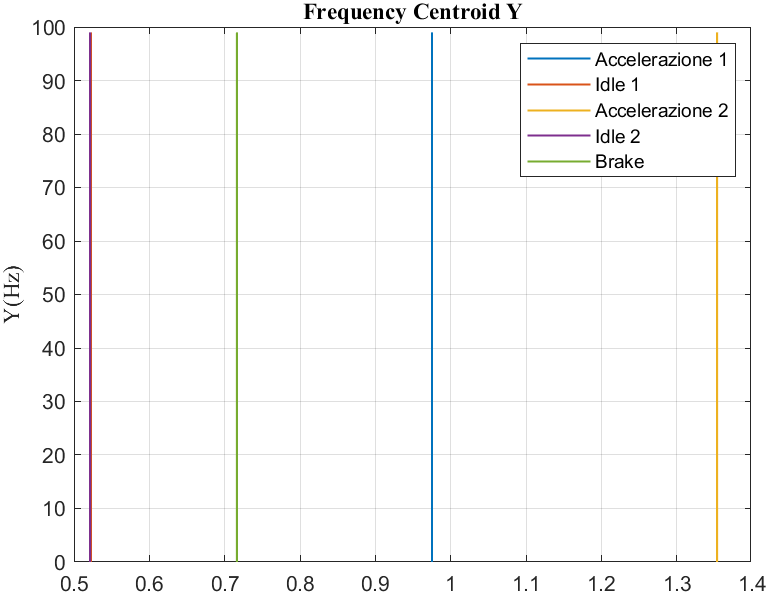 Frequency Centroid Y
100
90
80
70
60
50
40
30
20
10
0
Y(Hz)
Accelerazione 1
Idle 1
Accelerazione 2
Idle 2
Brake
0.5 0.6 0.7 0.8 0.9 1 1.1 1.2 1.3 1.4